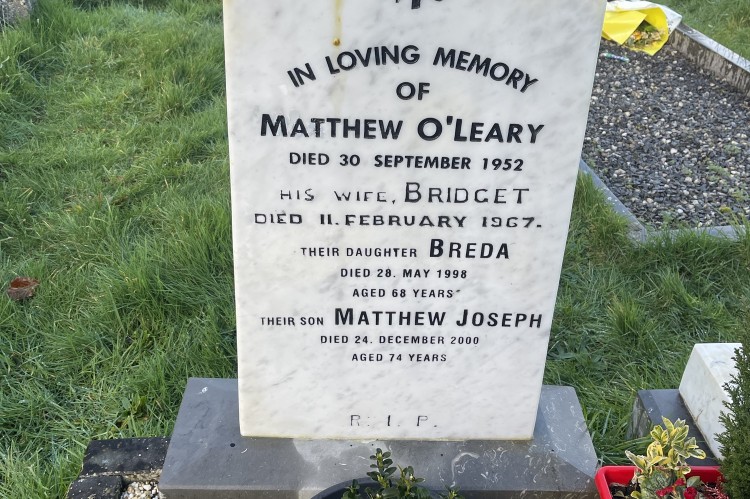 IN LOVING MEMORY
OF
MATTHEW O'LEARY
DIED 30 SEPTEMBER 1952
HIS WIFE, BRIDGET
DIED 11. FEBRUARY 1967.
THEIR DAUGHTER BREDA
DIED 28. MAY 1998
AGED 68 YEARS
THEIR SON MATTHEW JOSEPH
DIED 24. DECEMBER 2000
AGED 74 YEARS
R. I. P.